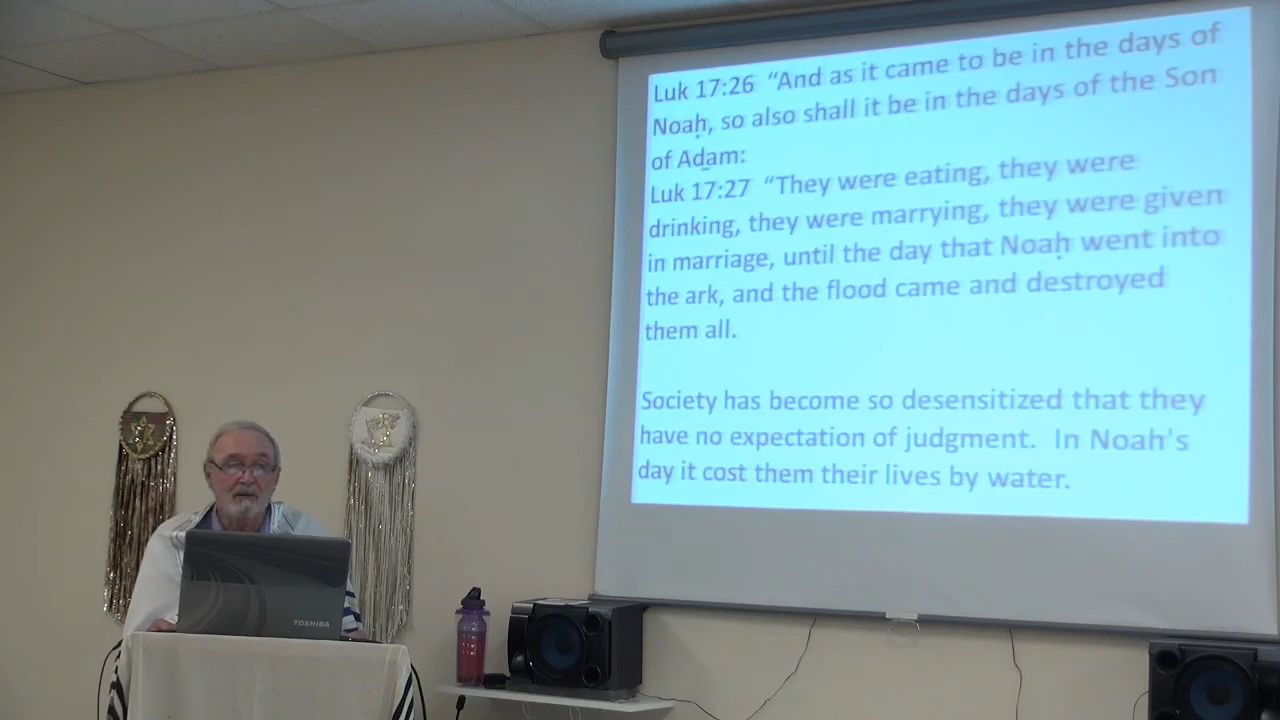 Luk 17:26 “And as it came to be in the days of
Noaḥ, so also shall it be in the days of the Son
of Aḏam:
Luk 17:27 “They were eating, they were
drinking, they were marrying, they were given
in marriage, until the day that Noaḥ went into
the ark, and the flood came and destroyed
them all.
Society has become so desensitized that they
have no expectation of judgment. In Noah's
day it cost them their lives by water.
TOSHIBA